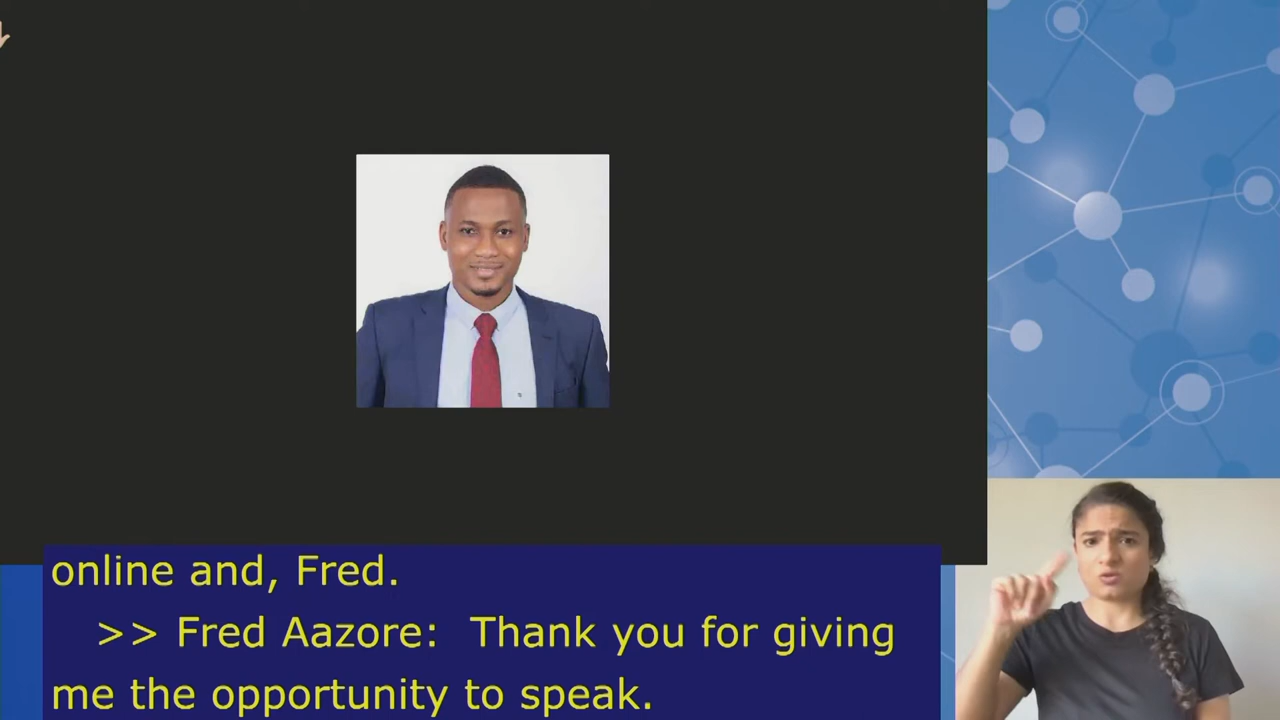 online and, Fred.
>> Fred Aazore: Thank you for giving
me the opportunity to speak.